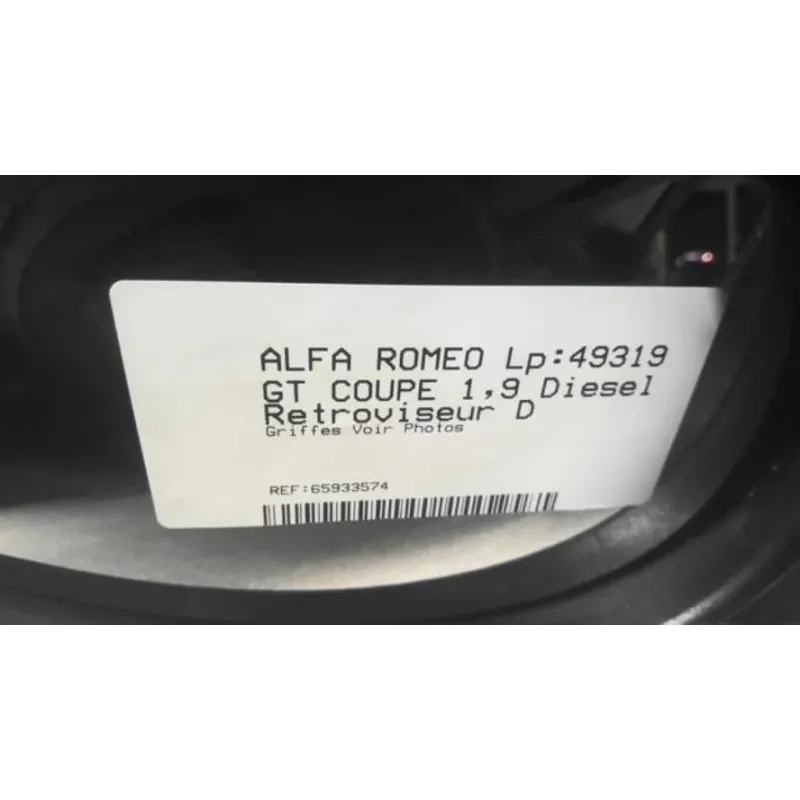 ALFA ROMEO Lp:49319
GT COUPE 1,9 Diesel
Retroviseur D
Griffes Voir Photos
REF:65933574